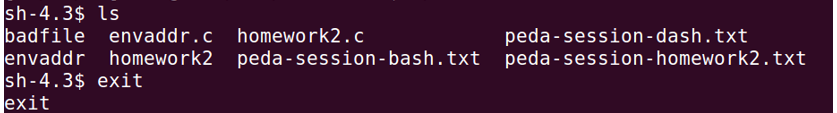 sh-4.3$ ls
badfile  envaddr.c  homework2.c            peda-session-dash.txt
envaddr  homework2  peda-session-bash.txt  peda-session-homework2.txt
sh-4.3$ exit
exit